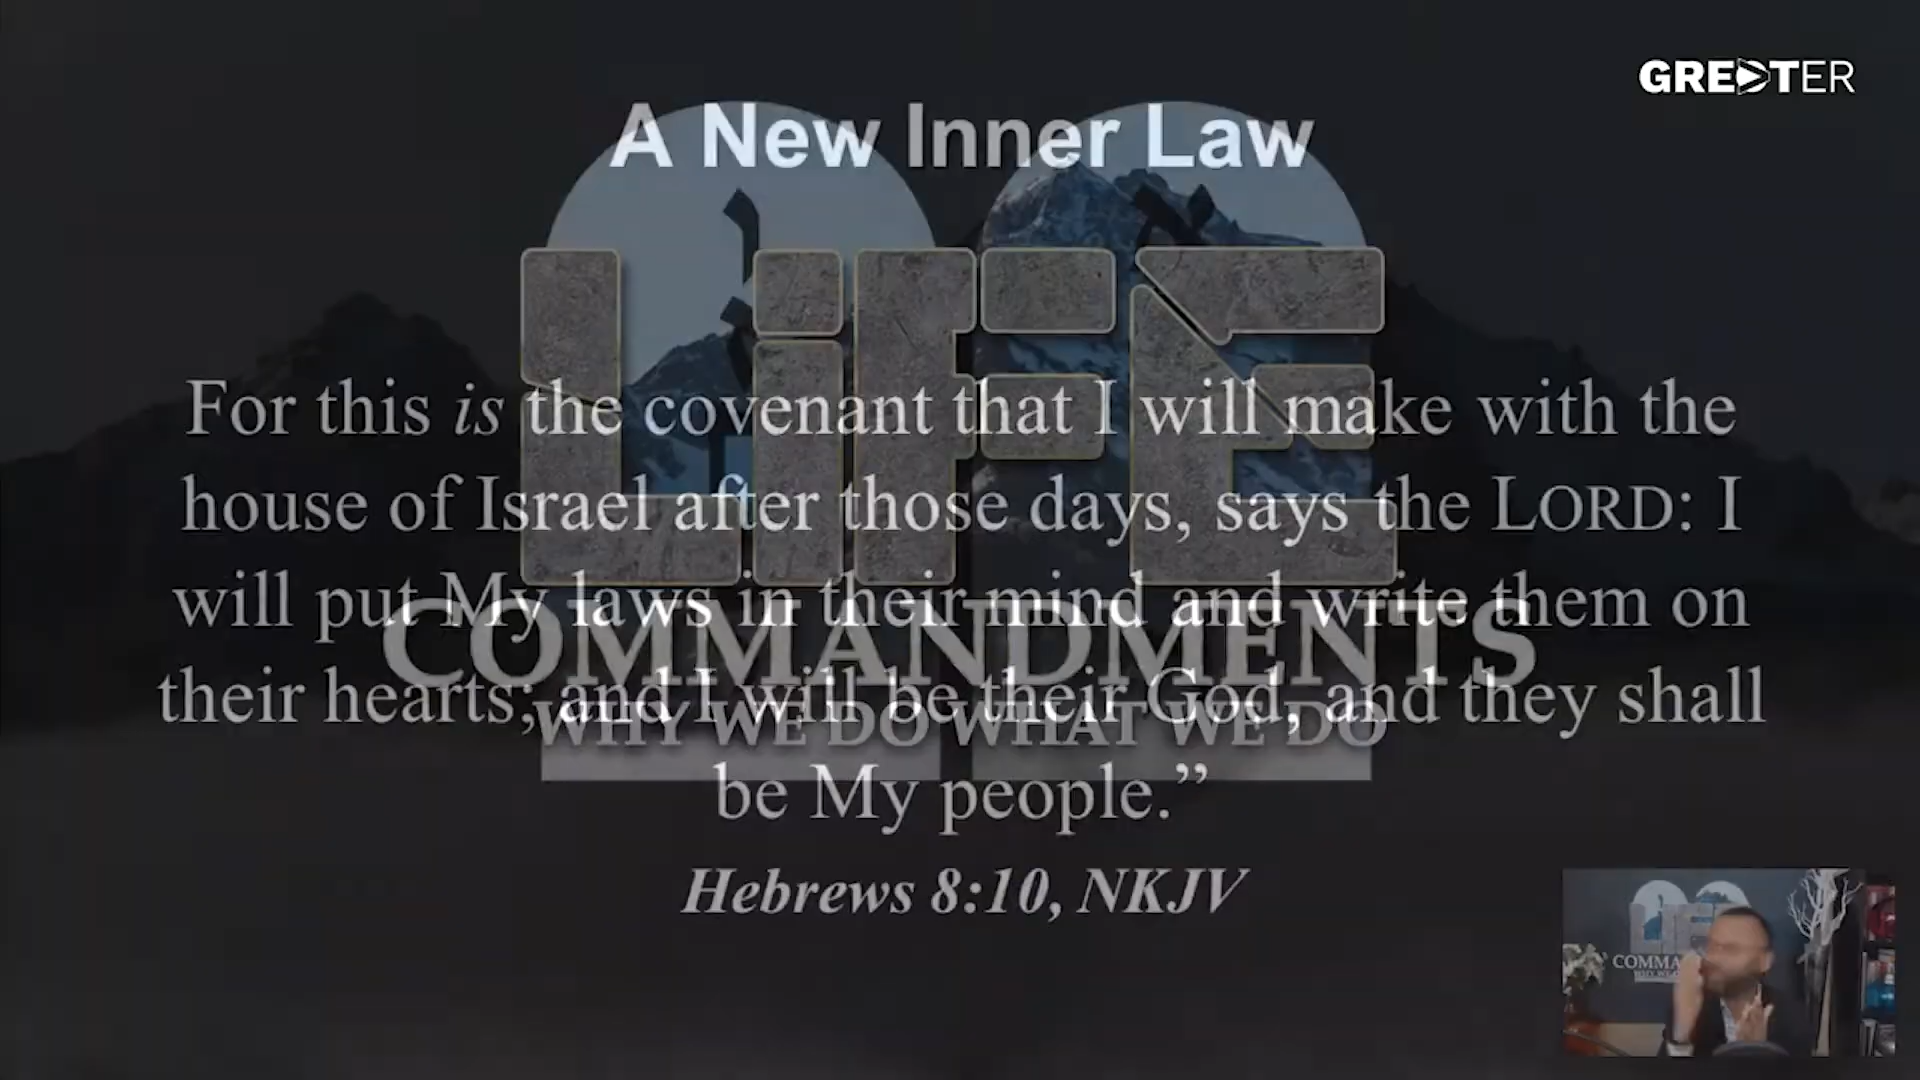 GREATER
A New Inner Law
LiFE
For this is the covenant that I will make with the
house of Israel after those days, says the LORD: I
will put My laws in their mind and write them on
COMMANDMENTS
their hearts; and I will be their God, and they shall
WHY WE DO WHAT WE DO
be My people.”
Hebrews 8:10, NKJV
LIFE
COMMA